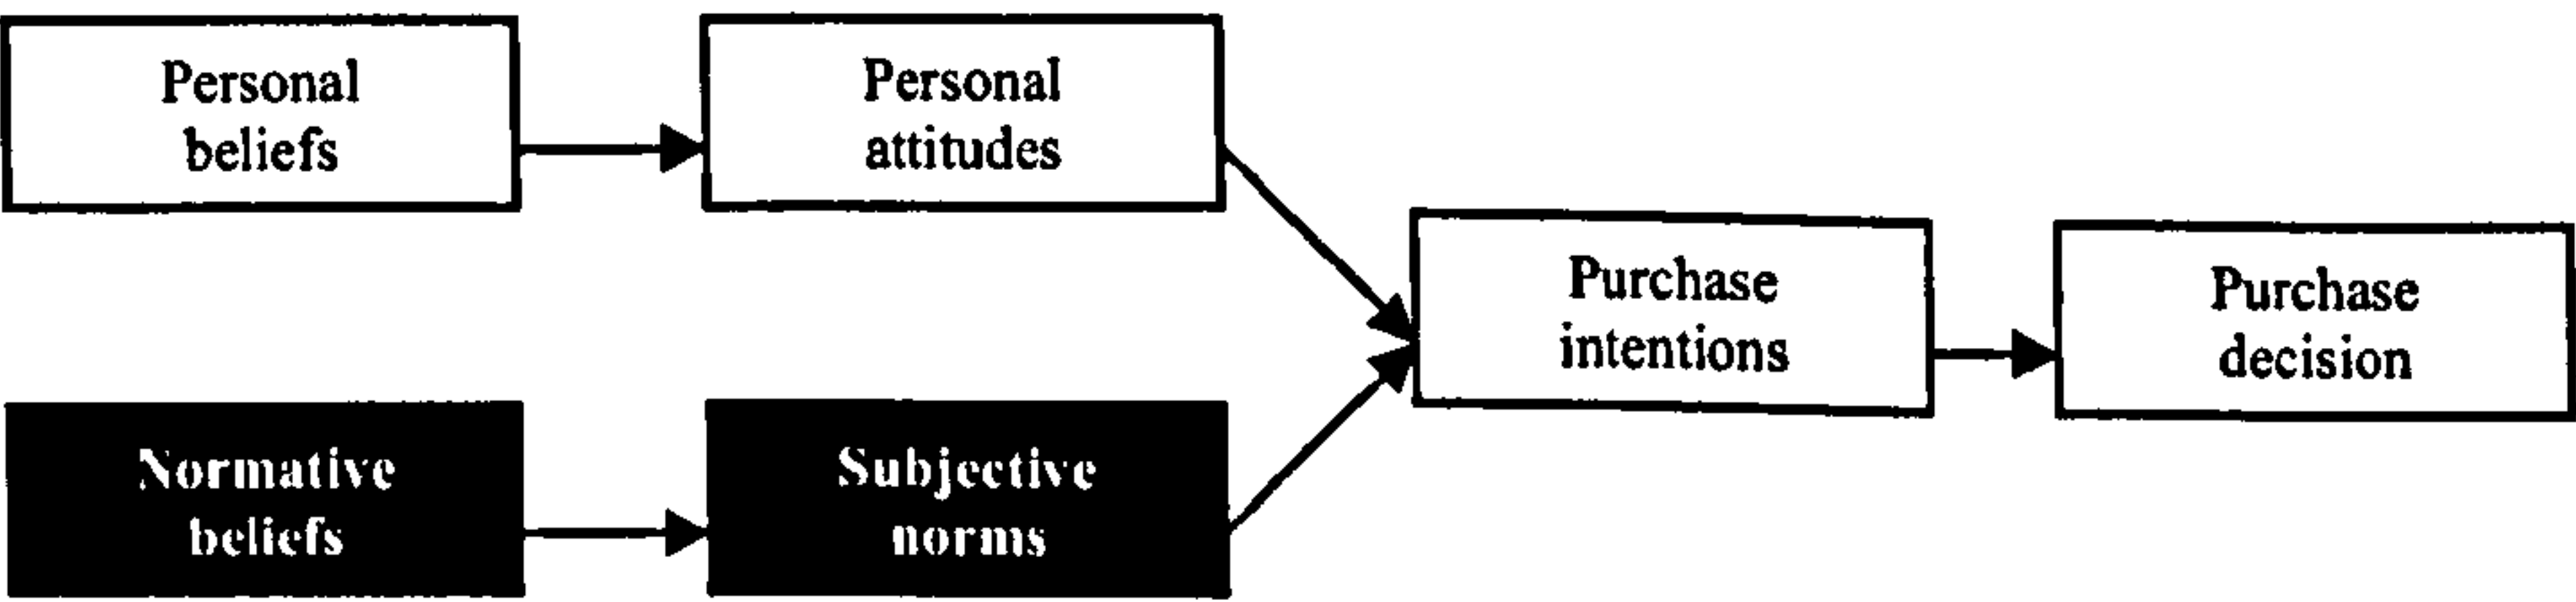 Personal
beliefs
Personal
attitudes
Purchase
intentions
Purchase
decision
Normative
beliefs
Subjective
norms